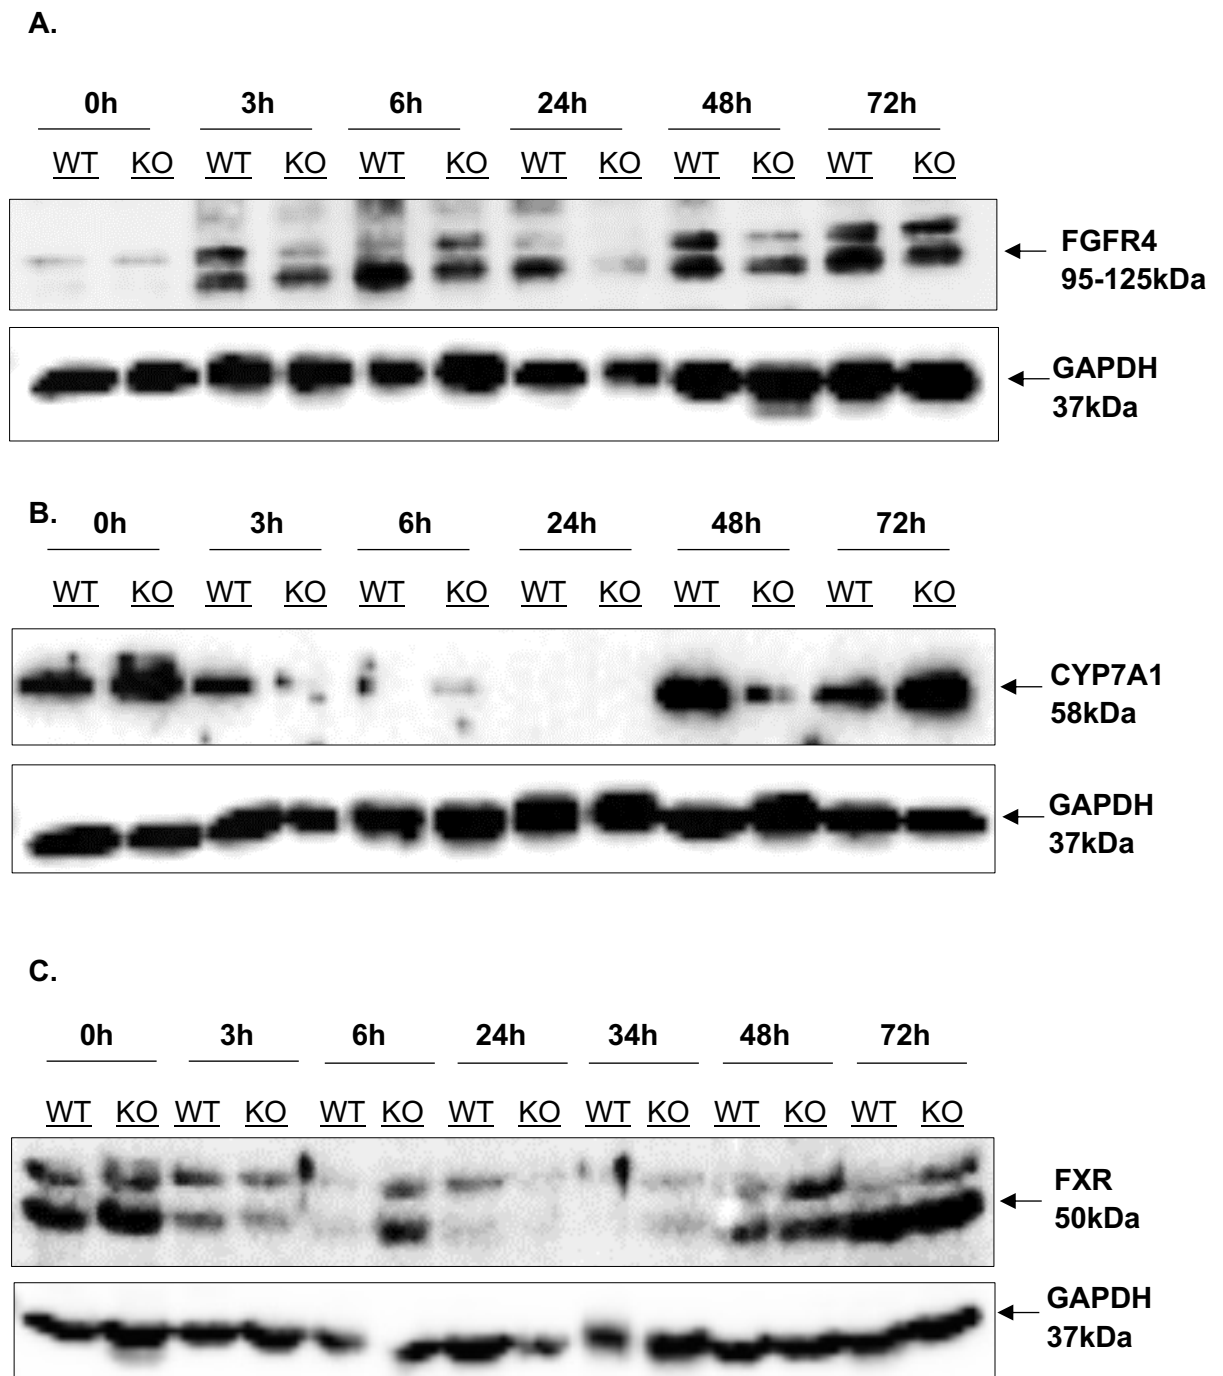 A.
0h 3h 6h 24h 48h 72h
WT KO WT KO WT KO WT KO WT KO WT KO
FGFR4
95-125kDa
GAPDH
37kDa
B.
0h 3h 6h 24h 48h 72h
WT KO WT KO WT KO WT KO WT KO WT KO
CYP7A1
58kDa
GAPDH
37kDa
C.
0h 3h 6h 24h 34h 48h 72h
WT KO WT KO WT KO WT KO WT KO WT KO WT KO
FXR
50kDa
GAPDH
37kDa